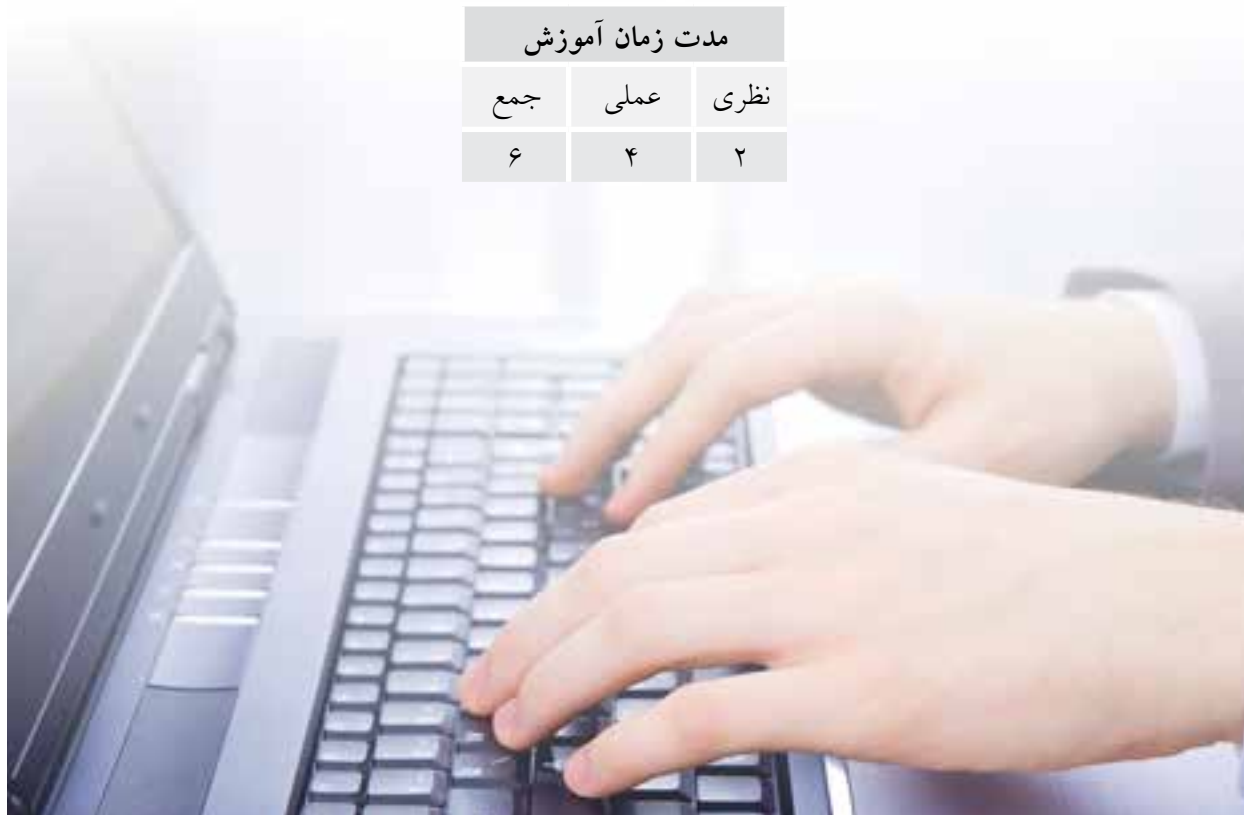 مدت زمان آموزش
نظری عملی جمع
۲ ۴ ۶